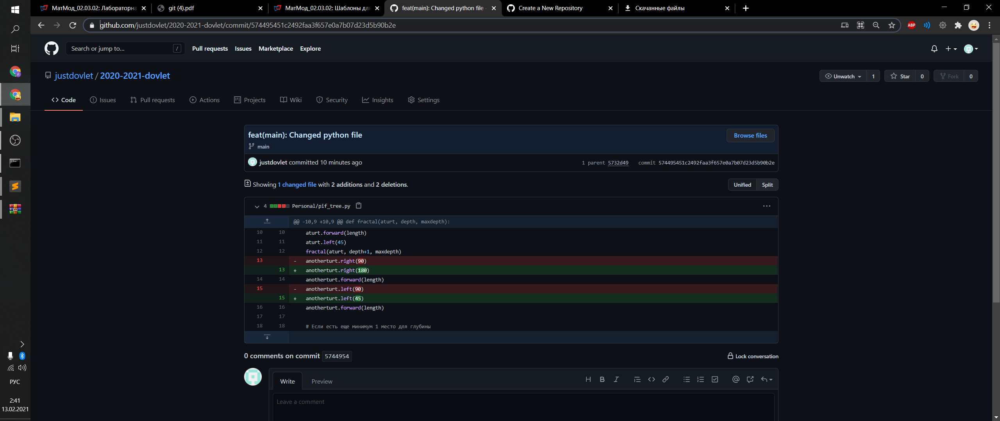 МатМод_02.03.02: Лабораторна
git (4).pdf
МатМод_02.03.02: Шаблоны для
feat(main): Changed python file
Create a New Repository
Скачанные файлы
github.com/justdovlet/2020-2021-dovlet/commit/574495451c2492faa3f657e0a7b07d23d5b90b2e
ABP
Search or jump to... /
Pull requests Issues Marketplace Explore
justdovlet / 2020-2021-dovlet
Unwatch 1 Star 0 Fork 0
Code Issues Pull requests Actions Projects Wiki Security Insights Settings
feat(main): Changed python file
Browse files
main
justdovlet committed 10 minutes ago
1 parent 5732d49 commit 574495451c2492faa3f657e0a7b07d23d5b90b2e
Showing 1 changed file with 2 additions and 2 deletions.
Unified Split
4 Personal/pif_tree.py
@@ -10,9 +10,9 @@ def fractal(aturt, depth, maxdepth):
10 10 aturt.forward(length)
11 11 aturt.left(45)
12 12 fractal(aturt, depth+1, maxdepth)
13 - anotherturt.right(90)
13 + anotherturt.right(180)
14 14 anotherturt.forward(length)
15 - anotherturt.left(90)
15 + anotherturt.left(45)
16 16 anotherturt.forward(length)
17 17
18 18 # Если есть еще минимум 1 место для глубины
0 comments on commit 5744954
Lock conversation
Write Preview
Leave a comment
РУС
2:41
13.02.2021